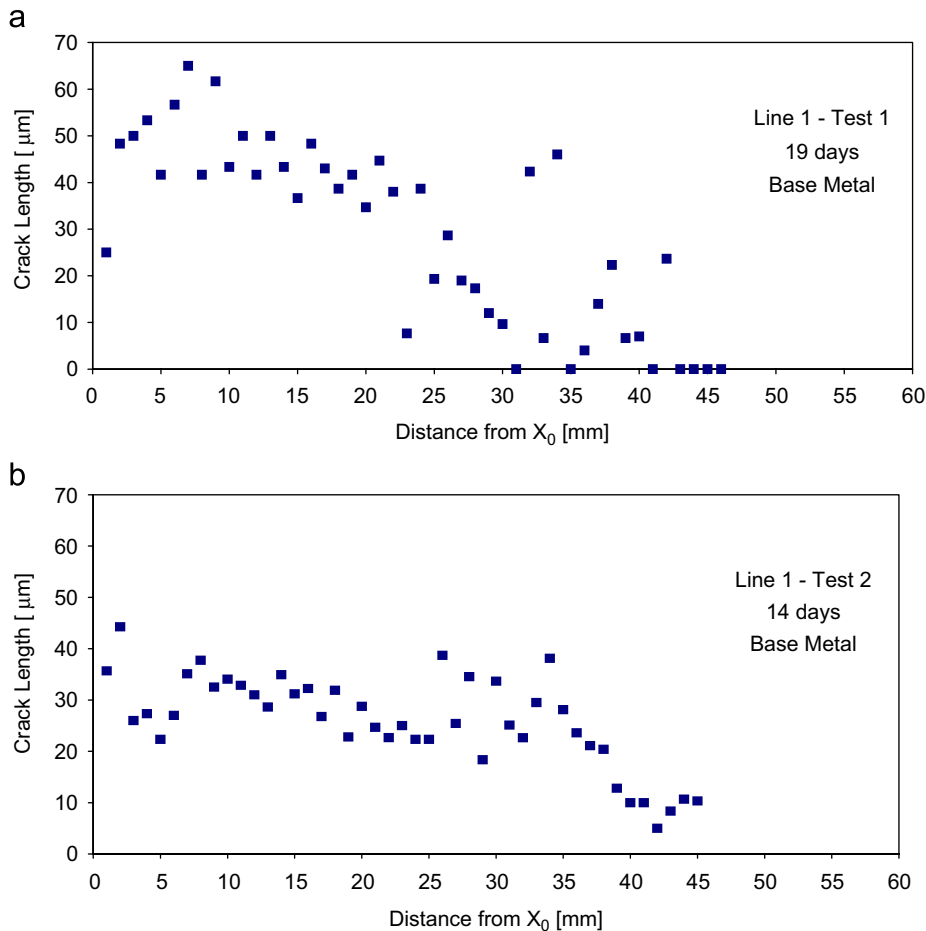 a
70
60
50
40
30
20
10
0
Crack Length [ μm]
Line 1 - Test 1
19 days
Base Metal
0 5 10 15 20 25 30 35 40 45 50 55 60
Distance from X₀ [mm]
b
70
60
50
40
30
20
10
0
Crack Length [ μm]
Line 1 - Test 2
14 days
Base Metal
0 5 10 15 20 25 30 35 40 45 50 55 60
Distance from X₀ [mm]